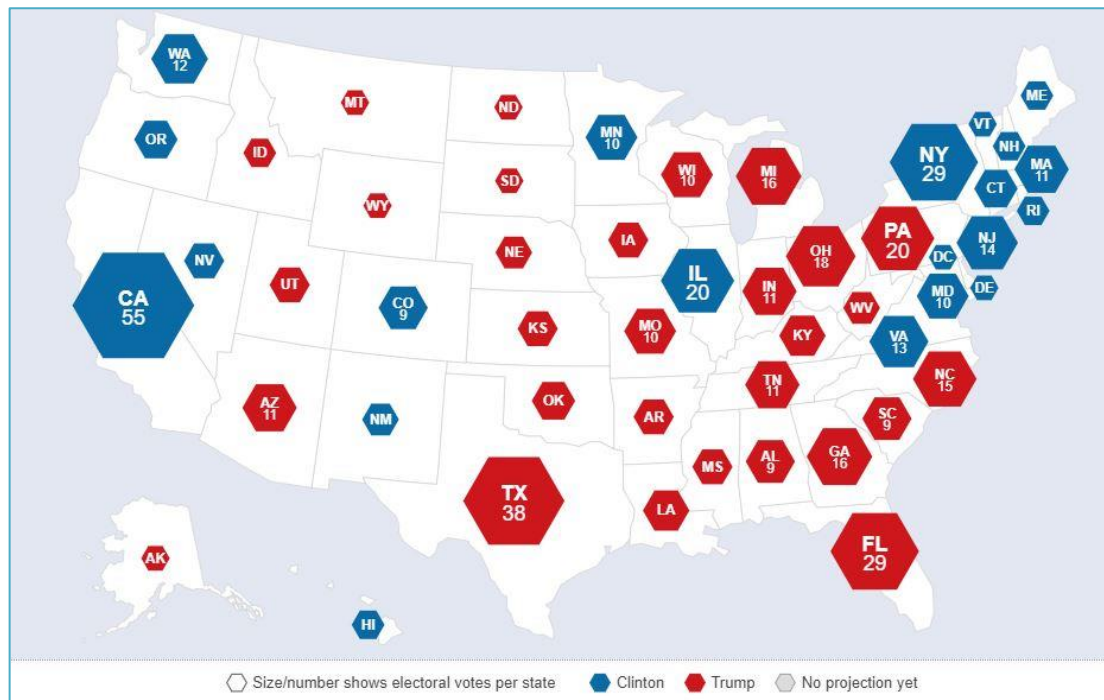 WA
12
MT
ND
ME
OR
MN
10
VT
NH
ID
NY
29
MA
11
WI
10
MI
16
SD
CT
WY
RI
IA
PA
20
NE
OH
18
NJ
14
DC
NV
CA
55
UT
CO
9
IL
20
IN
11
DE
MD
10
WV
KS
MO
10
KY
VA
13
AZ
11
NM
OK
AR
TN
11
NC
15
SC
9
MS
AL
9
GA
16
TX
38
LA
FL
29
AK
HI
Size/number shows electoral votes per state
Clinton
Trump
No projection yet